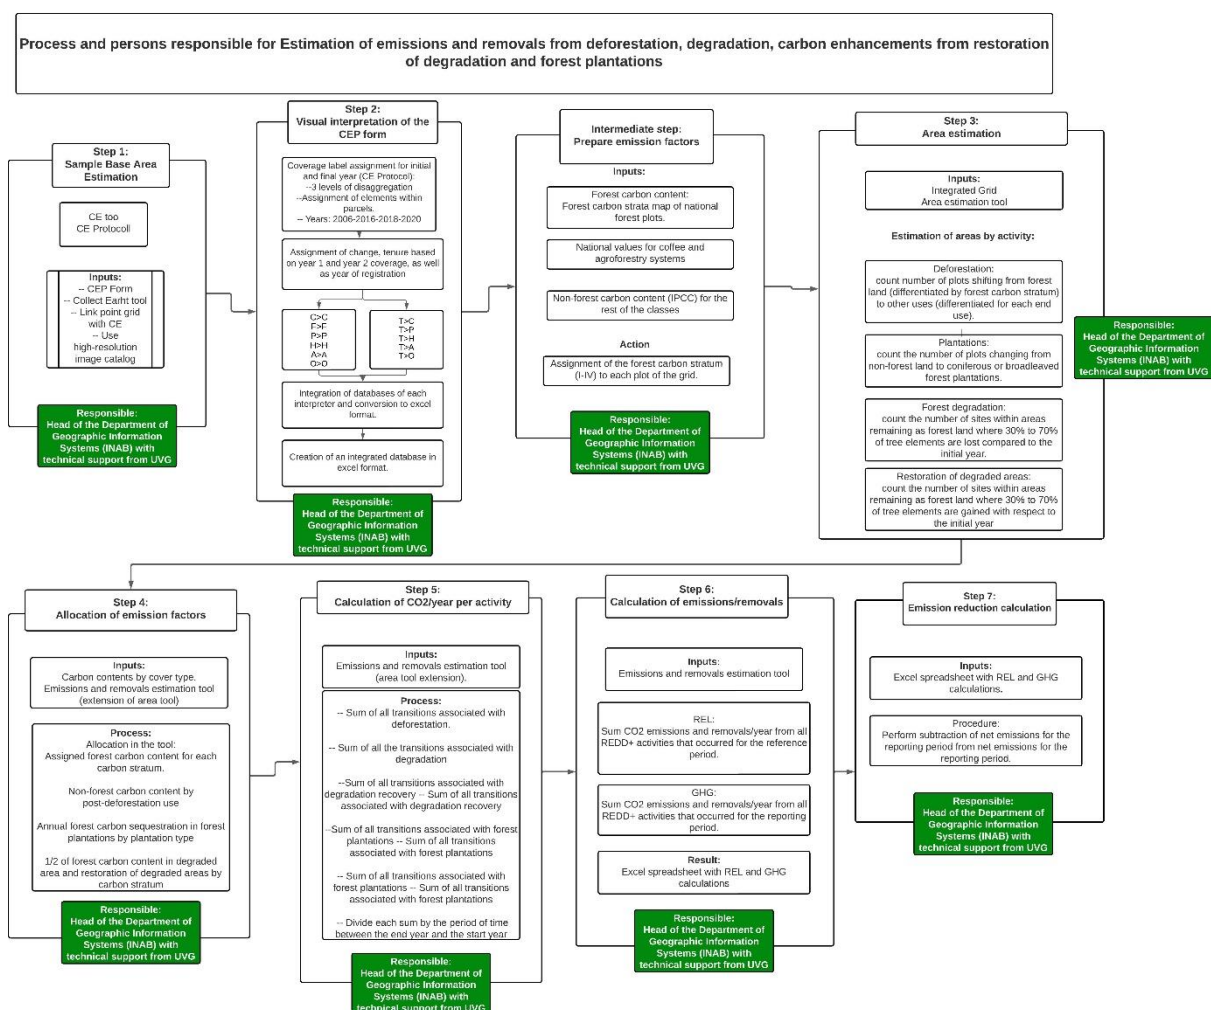 Process and persons responsible for Estimation of emissions and removals from deforestation, degradation, carbon enhancements from restoration
of degradation and forest plantations
Step 1:
Sample Base Area
Estimation
CE too
CE Protocoll
Inputs:
-- CEP Form
-- Collect Earht tool
-- Link point grid
with CE
-- Use
high-resolution
image catalog
Responsible:
Head of the Department of
Geographic Information
Systems (INAB) with
technical support from UVG
Step 2:
Visual interpretation of the
CEP form
Coverage label assignment for initial
and final year (CE Protocol):
--3 levels of disaggregation
--Assignment of elements within
parcels.
-- Years: 2006-2016-2018-2020
Assignment of change, tenure based
on year 1 and year 2 coverage, as well
as year of registration
C>C
F>F
P>P
H>H
A>A
O>O
T>C
T>P
T>H
T>A
T>O
Integration of databases of each
interpreter and conversion to excel
format.
Creation of an integrated database in
excel format.
Responsible:
Head of the Department of
Geographic Information
Systems (INAB) with
technical support from UVG
Intermediate step:
Prepare emission factors
Inputs:
Forest carbon content:
Forest carbon strata map of national
forest plots.
National values for coffee and
agroforestry systems
Non-forest carbon content (IPCC) for the
rest of the classes
Action
Assignment of the forest carbon stratum
(I-IV) to each plot of the grid.
Responsible:
Head of the Department of
Geographic Information
Systems (INAB) with
technical support from UVG
Step 3:
Area estimation
Inputs:
Integrated Grid
Area estimation tool
Estimation of areas by activity:
Deforestation:
count number of plots shifting from forest
land (differentiated by forest carbon stratum)
to other uses (differentiated for each end
use).
Plantations:
count the number of plots changing from
non-forest land to coniferous or broadleaved
forest plantations.
Forest degradation:
count the number of sites within areas
remaining as forest land where 30% to 70%
of tree elements are lost compared to the
initial year.
Restoration of degraded areas:
count the number of sites within areas
remaining as forest land where 30% to 70%
of tree elements are gained with respect to
the initial year
Responsible:
Head of the Department of
Geographic Information
Systems (INAB) with
technical support from UVG
Step 4:
Allocation of emission factors
Inputs:
Carbon contents by cover type.
Emissions and removals estimation tool
(extension of area tool)
Process:
Allocation in the tool:
Assigned forest carbon content for each
carbon stratum.
Non-forest carbon content by
post-deforestation use
Annual forest carbon sequestration in forest
plantations by plantation type
1/2 of forest carbon content in degraded
area and restoration of degraded areas by
carbon stratum
Responsible:
Head of the Department of
Geographic Information
Systems (INAB) with
technical support from UVG
Step 5:
Calculation of CO2/year per activity
Inputs:
Emissions and removals estimation tool
(area tool extension).
Process:
-- Sum of all transitions associated with
deforestation.
-- Sum of all the transitions associated with
degradation
--Sum of all transitions associated with
degradation recovery -- Sum of all transitions
associated with degradation recovery
--Sum of all transitions associated with forest
plantations -- Sum of all transitions
associated with forest plantations
-- Sum of all transitions associated with
forest plantations -- Sum of all transitions
associated with forest plantations
-- Divide each sum by the period of time
between the end year and the start year
Responsible:
Head of the Department of
Geographic Information
Systems (INAB) with
technical support from UVG
Step 6:
Calculation of emissions/removals
Inputs:
Emissions and removals estimation tool
REL:
Sum CO2 emissions and removals/year from all
REDD+ activities that occurred for the reference
period.
GHG:
Sum CO2 emissions and removals/year from all
REDD+ activities that occurred for the reporting
period.
Result:
Excel spreadsheet with REL and GHG
calculations
Responsible:
Head of the Department of
Geographic Information
Systems (INAB) with
technical support from UVG
Step 7:
Emission reduction calculation
Inputs:
Excel spreadsheet with REL and GHG
calculations.
Procedure:
Perform subtraction of net emissions for the
reporting period from net emissions for the
reporting period.
Responsible:
Head of the Department of
Geographic Information
Systems (INAB) with
technical support from UVG